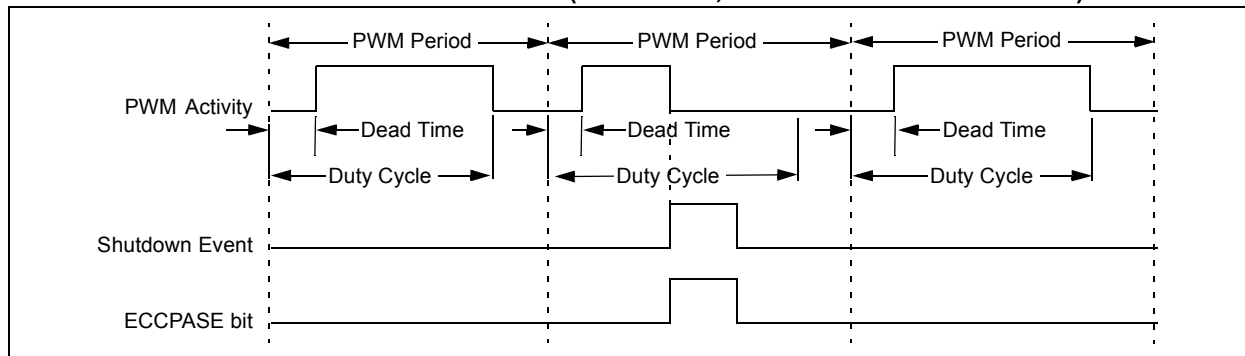 PWM Period PWM Period PWM Period
PWM Activity
Dead Time Dead Time Dead Time
Duty Cycle Duty Cycle Duty Cycle
Shutdown Event
ECCPASE bit